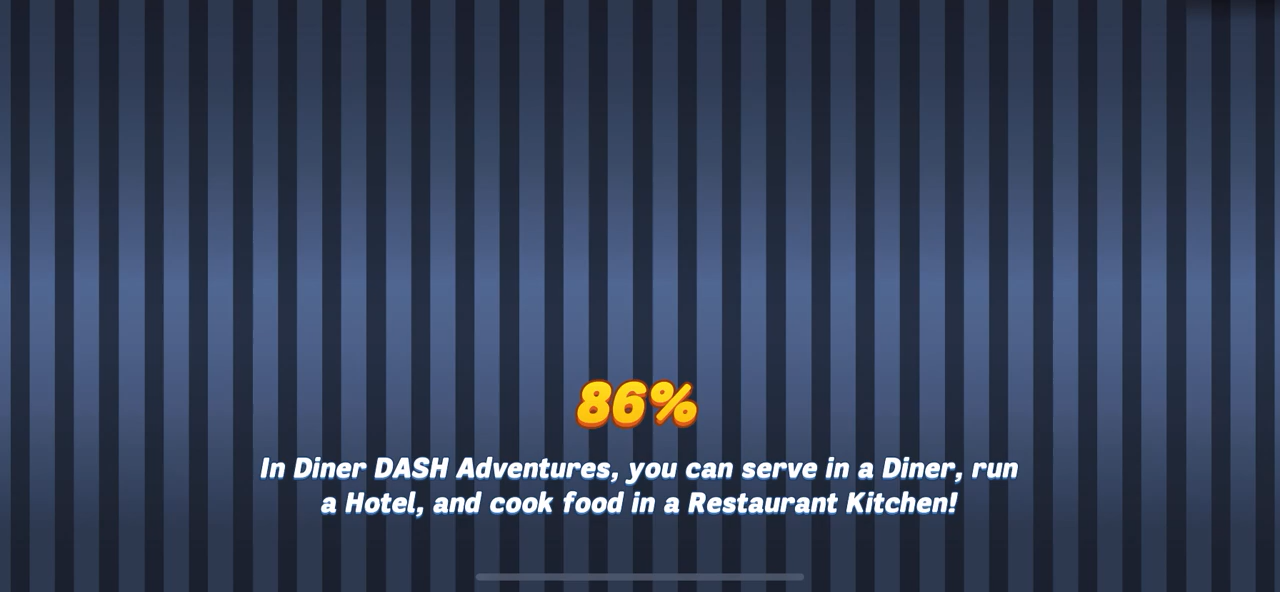 86%
In Diner DASH Adventures, you can serve in a Diner, run
a Hotel, and cook food in a Restaurant Kitchen!